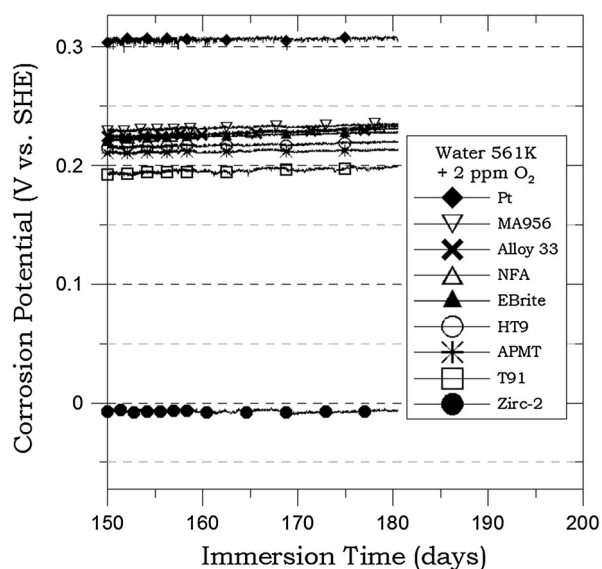 0.3
0.2
0.1
0
Corrosion Potential (V vs. SHE)
Water 561K
+ 2 ppm O₂
Pt
MA956
Alloy 33
NFA
EBrite
HT9
APMT
T91
Zirc-2
150 160 170 180 190 200
Immersion Time (days)